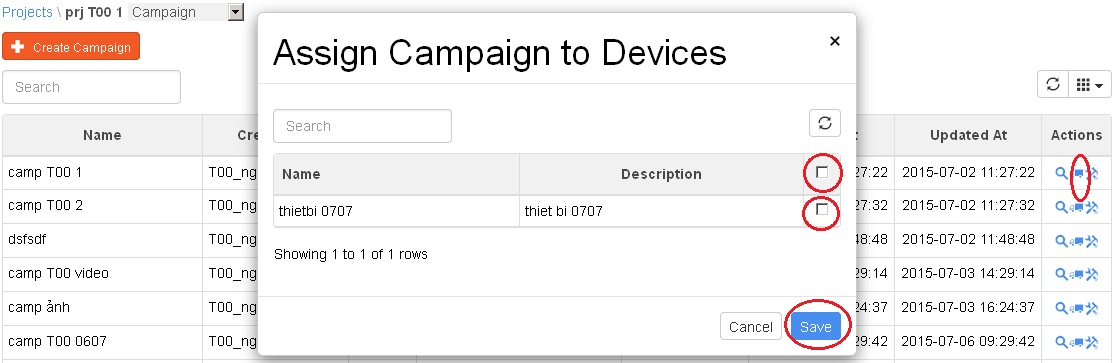 Projects \ prj T00 1 Campaign
Create Campaign
Search
Assign Campaign to Devices
×
Search
Name Description
thietbi 0707 thiet bi 0707
Showing 1 to 1 of 1 rows
Cancel Save
Name Cre Updated At Actions
camp T00 1 T00_ng 27:22 2015-07-02 11:27:22
camp T00 2 T00_ng 27:32 2015-07-02 11:27:32
dsfsdf T00_ng 48:48 2015-07-02 11:48:48
camp T00 video T00_ng 29:14 2015-07-03 14:29:14
camp ảnh T00_ng 24:37 2015-07-03 16:24:37
camp T00 0607 T00_ng 29:42 2015-07-06 09:29:42